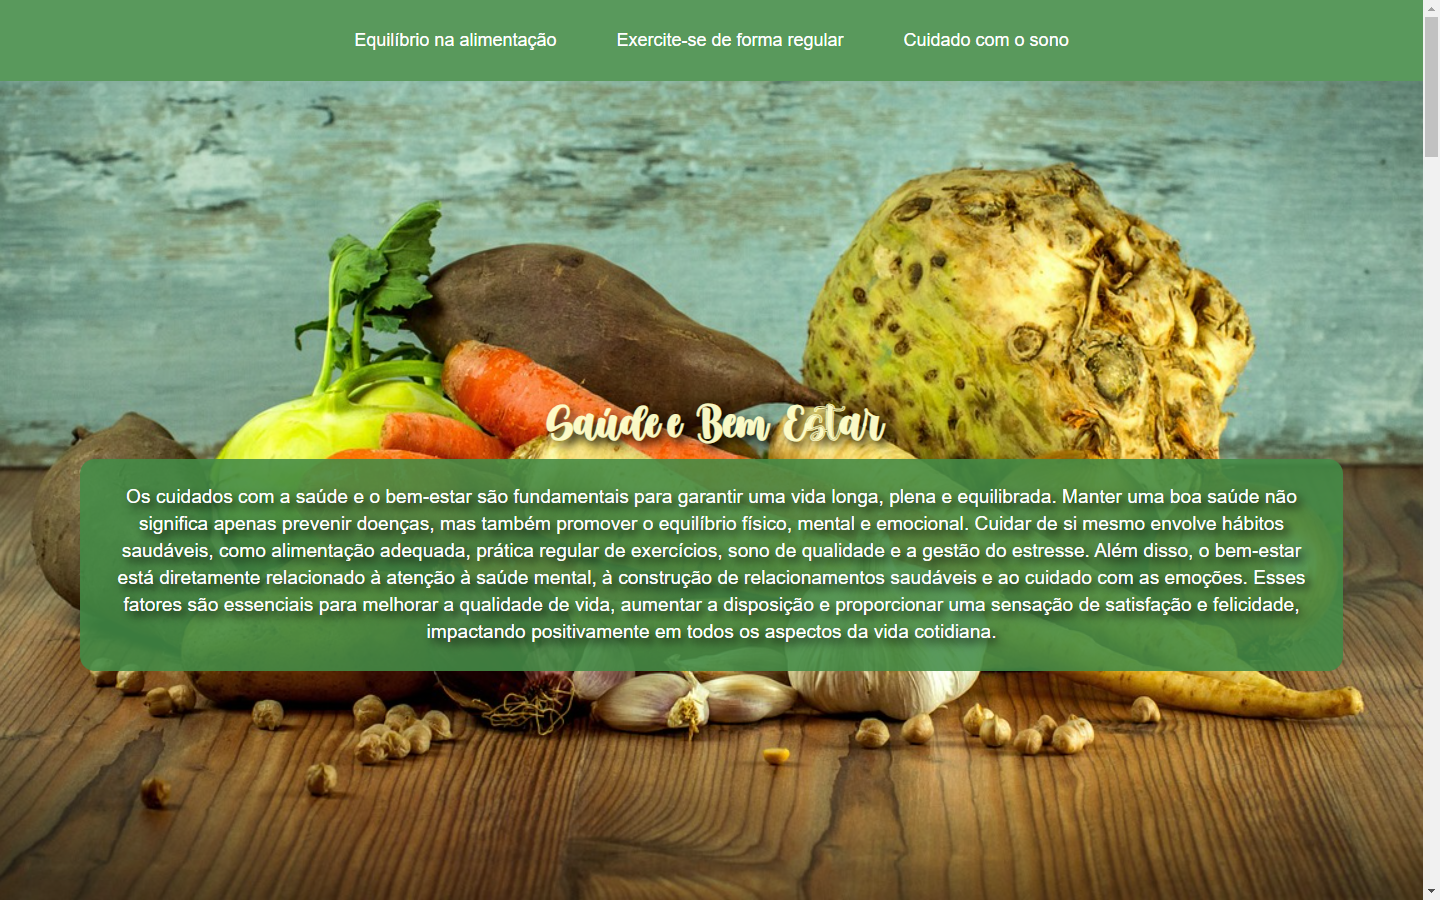 Equilíbrio na alimentação
Exercite-se de forma regular
Cuidado com o sono
Saúde e Bem Estar
Os cuidados com a saúde e o bem-estar são fundamentais para garantir uma vida longa, plena e equilibrada. Manter uma boa saúde não
significa apenas prevenir doenças, mas também promover o equilíbrio físico, mental e emocional. Cuidar de si mesmo envolve hábitos
saudáveis, como alimentação adequada, prática regular de exercícios, sono de qualidade e a gestão do estresse. Além disso, o bem-estar
está diretamente relacionado à atenção à saúde mental, à construção de relacionamentos saudáveis e ao cuidado com as emoções. Esses
fatores são essenciais para melhorar a qualidade de vida, aumentar a disposição e proporcionar uma sensação de satisfação e felicidade,
impactando positivamente em todos os aspectos da vida cotidiana.